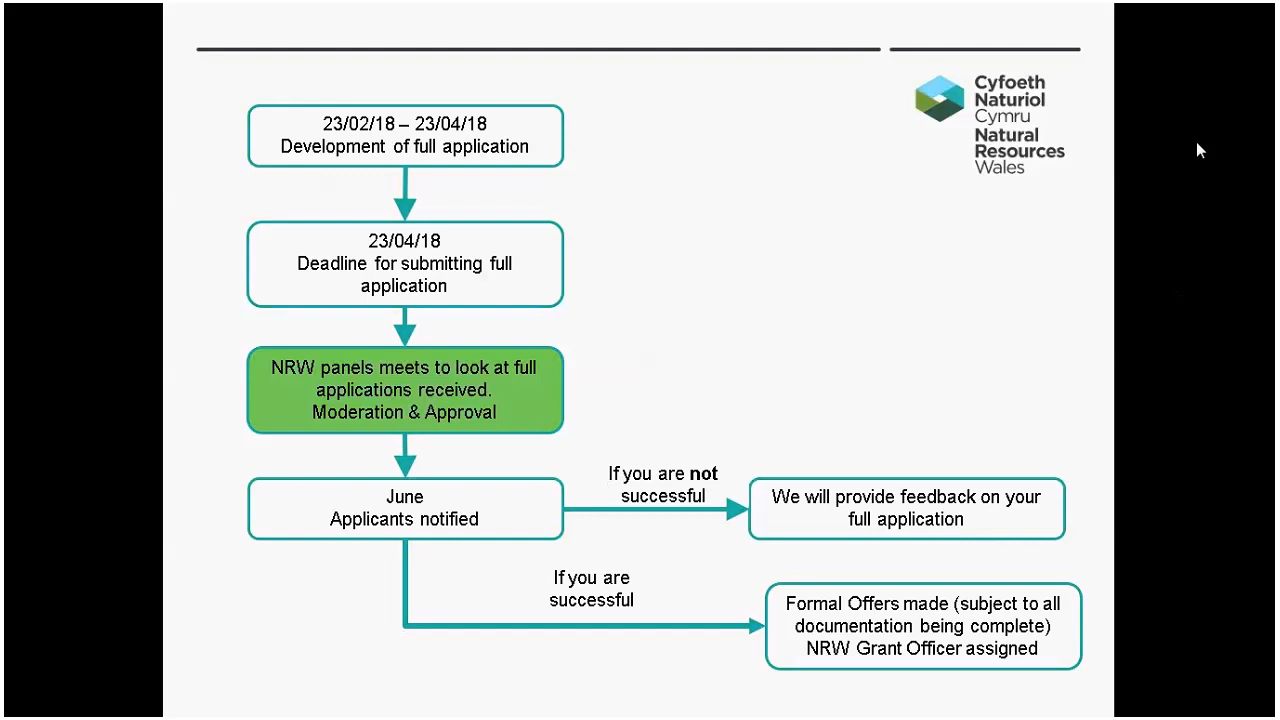 Cyfoeth
Naturiol
Cymru
Natural
Resources
Wales
23/02/18 – 23/04/18
Development of full application
23/04/18
Deadline for submitting full
application
NRW panels meets to look at full
applications received.
Moderation & Approval
June
Applicants notified
If you are not
successful
We will provide feedback on your
full application
If you are
successful
Formal Offers made (subject to all
documentation being complete)
NRW Grant Officer assigned